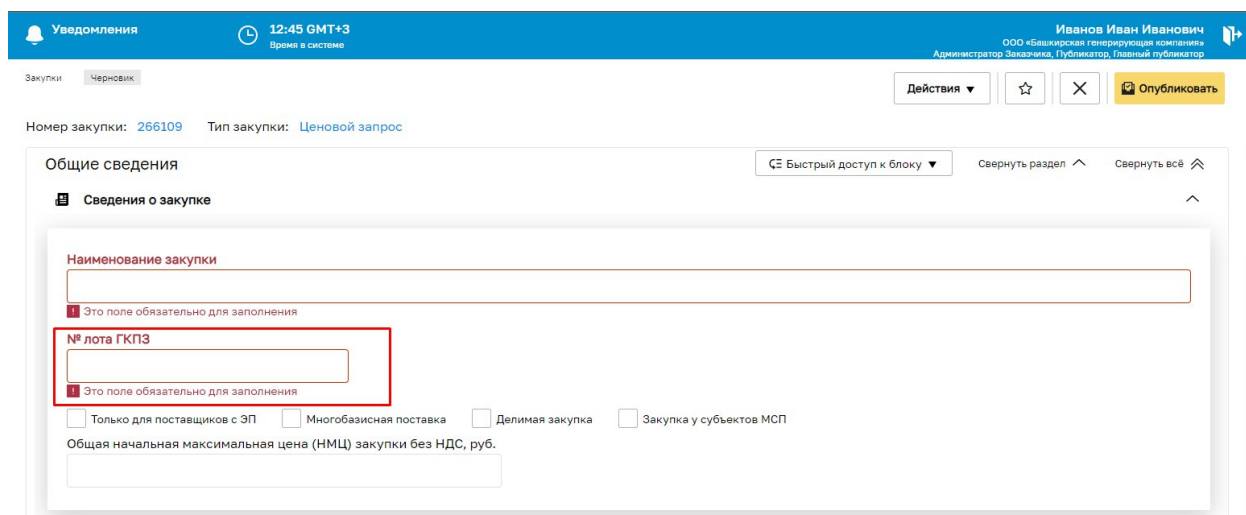 Уведомления
12:45 GMT+3
Время в системе
Иванов Иван Иванович
ООО «Башкирская генерирующая компания»
Администратор Заказчика, Публикатор, Главный публикатор
Закупки Черновик
Действия ▼
Опубликовать
Номер закупки: 266109 Тип закупки: Ценовой запрос
Общие сведения
Быстрый доступ к блоку ▼
Свернуть раздел
Свернуть всё
Сведения о закупке
Наименование закупки
! Это поле обязательно для заполнения
№ лота ГКПЗ
! Это поле обязательно для заполнения
Только для поставщиков с ЭП Многобазисная поставка Делимая закупка Закупка у субъектов МСП
Общая начальная максимальная цена (НМЦ) закупки без НДС, руб.